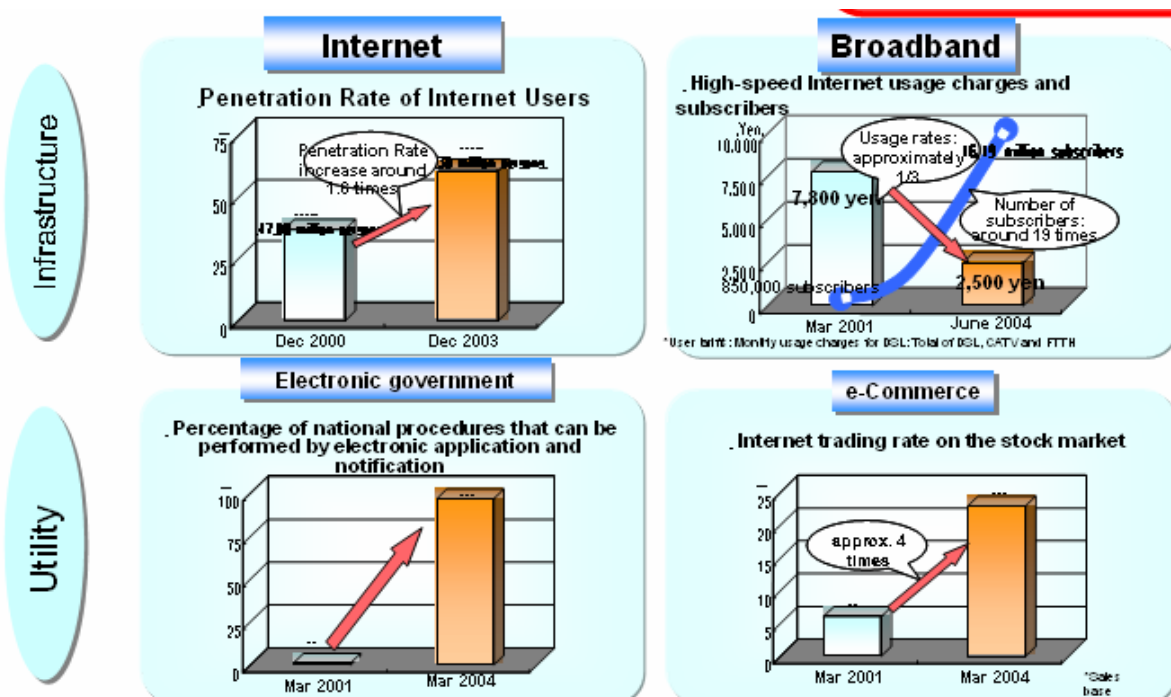 Infrastructure
Internet
Penetration Rate of Internet Users
75
50
25
0
Penetration Rate
increase around
1.6 times
Dec 2000
Dec 2003
Broadband
High-speed Internet usage charges and
subscribers
Yen,
10,000
7,500
5,000
2,500
0
Usage rates:
approximately
1/3
million subscribers
7,800 yen
Number of
subscribers:
around 19 times
850,000 subscribers
2,500 yen
Mar 2001
June 2004
Monthly usage charges for DSL: Total of DSL, CATV and FTTH
Utility
Electronic government
Percentage of national procedures that can be
performed by electronic application and
notification
100
75
50
25
0
Mar 2001
Mar 2004
e-Commerce
Internet trading rate on the stock market
25
20
15
10
5
0
approx. 4
times
Mar 2001
Mar 2004
*Sales
base